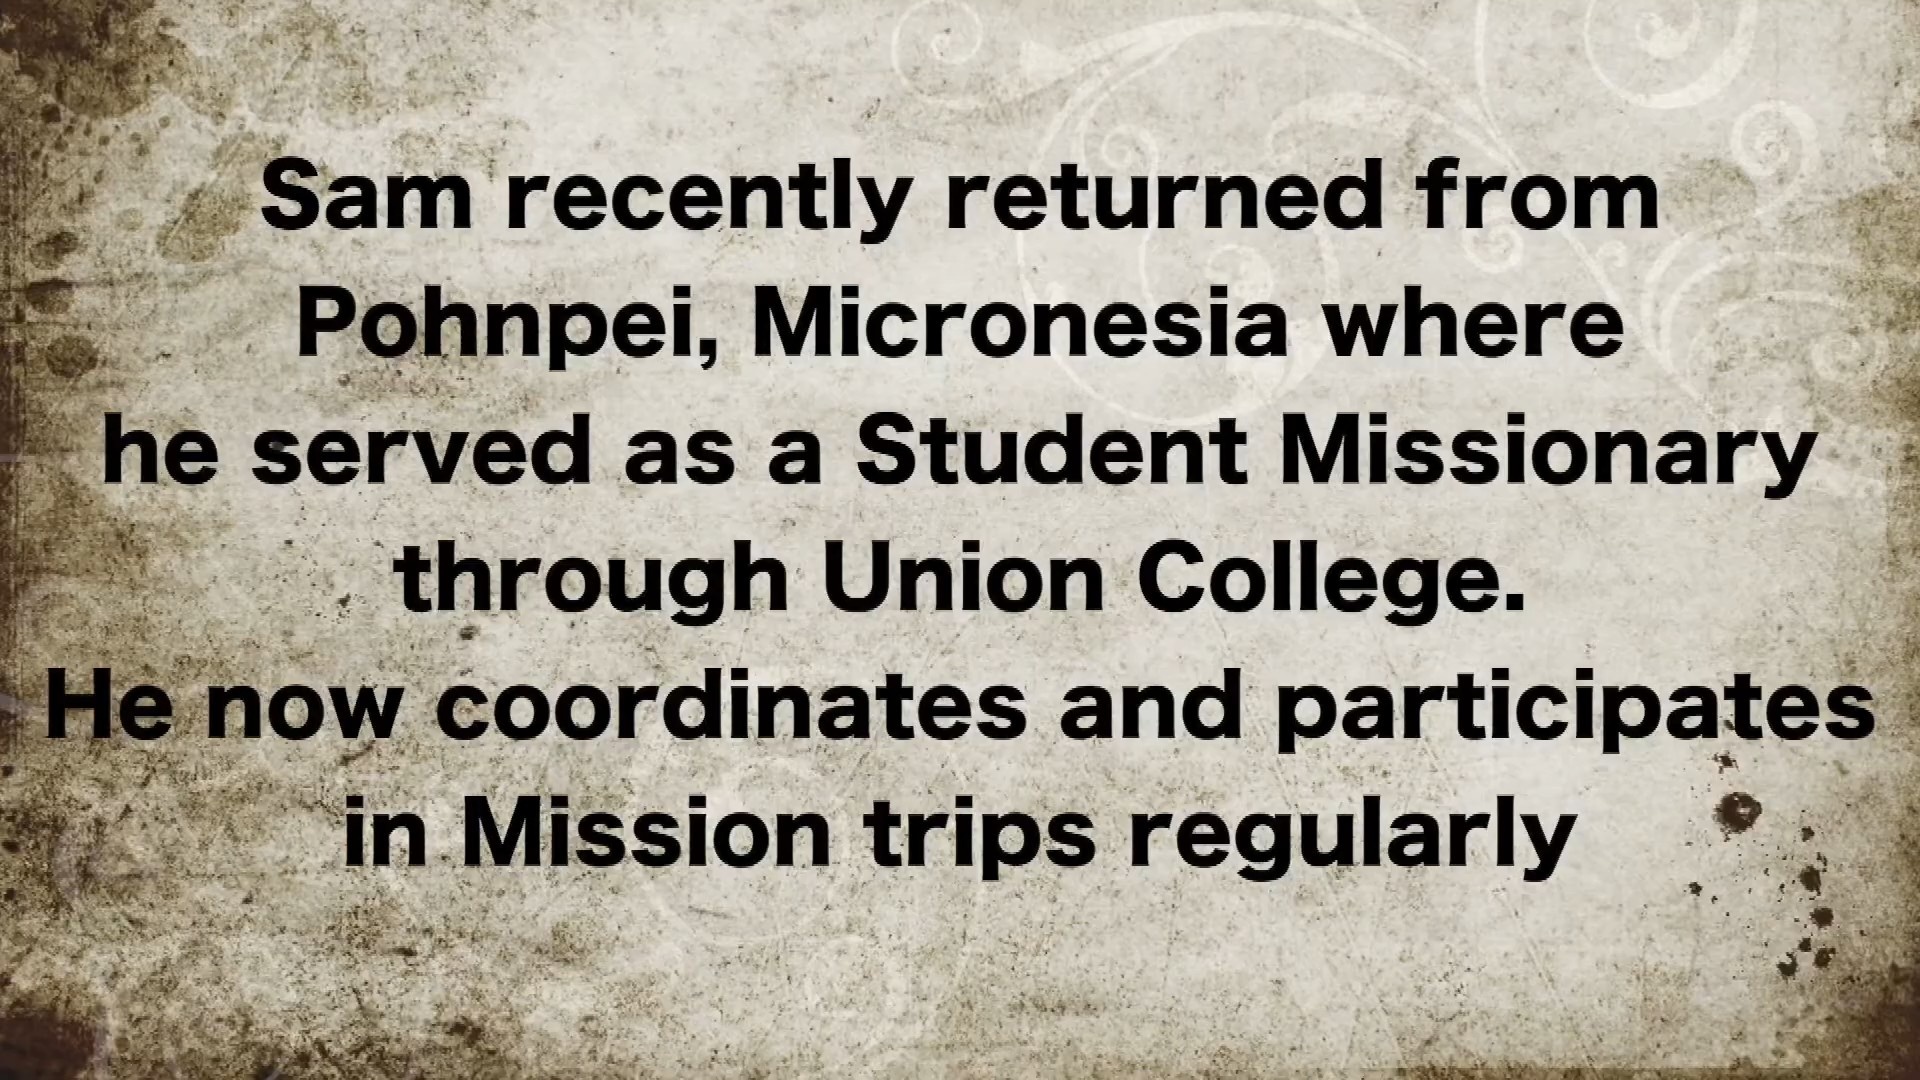 Sam recently returned from
Pohnpei, Micronesia where
he served as a Student Missionary
through Union College.
He now coordinates and participates
in Mission trips regularly